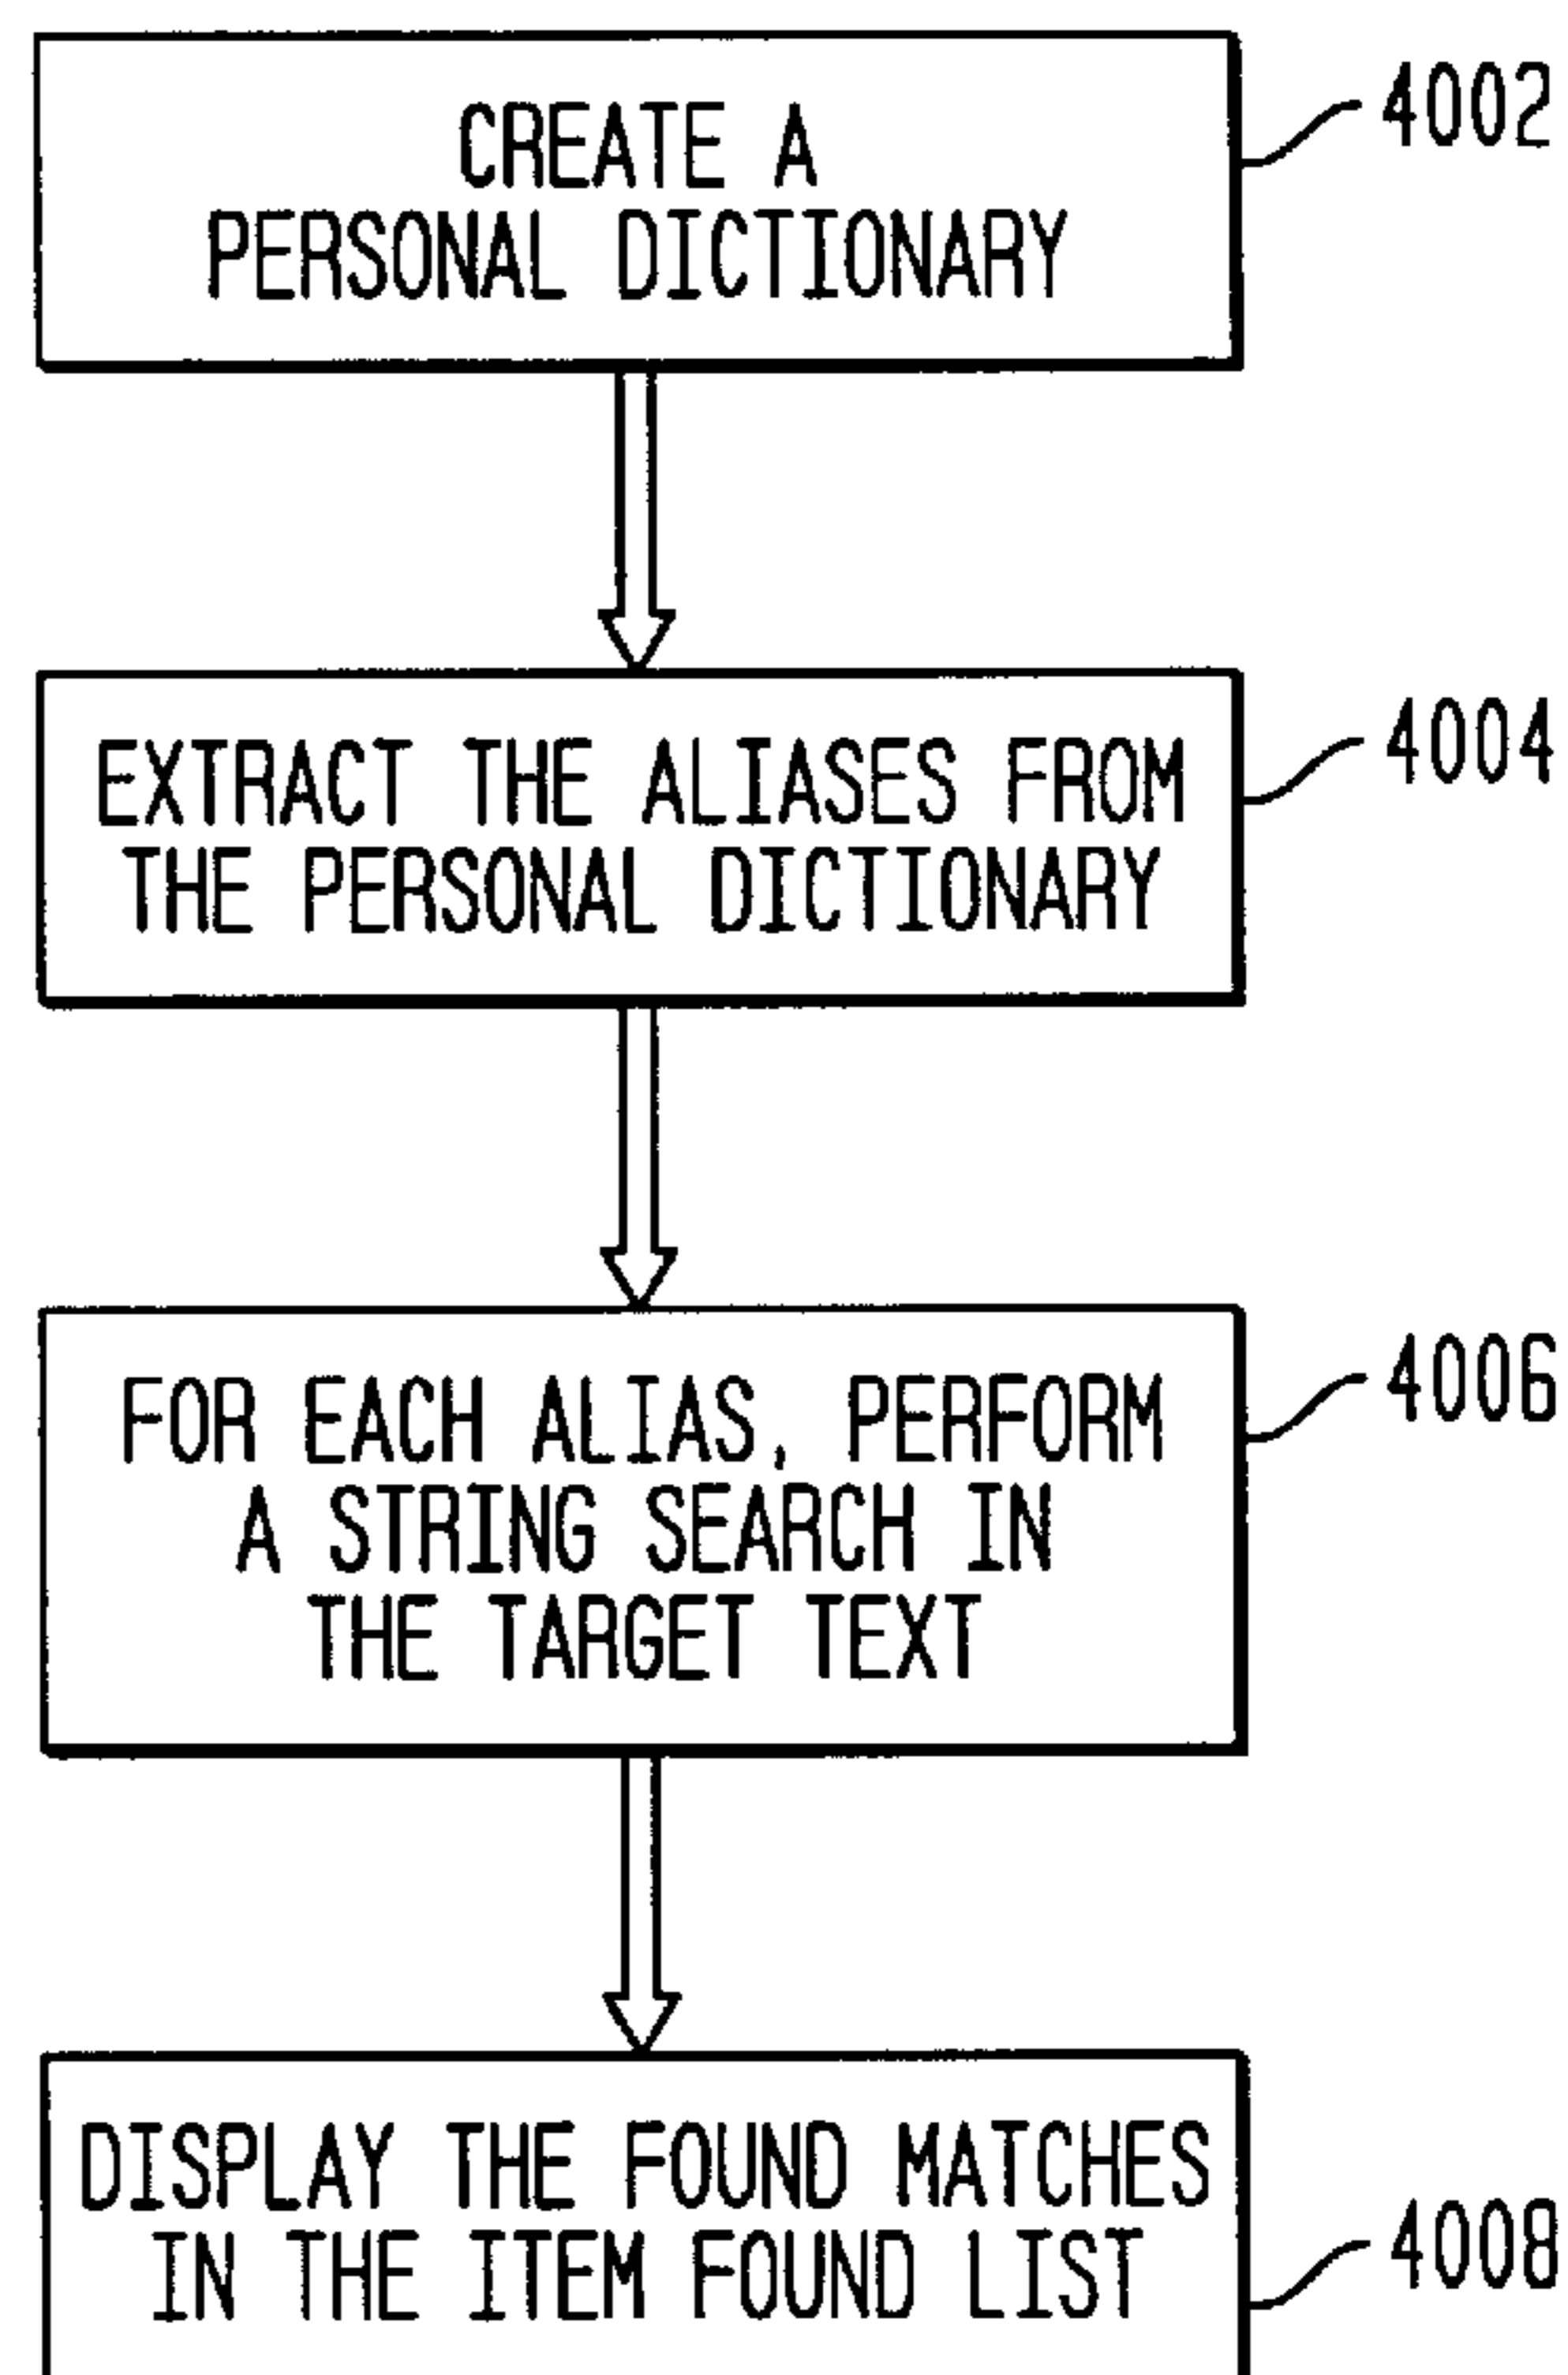 CREATE A
PERSONAL DICTIONARY
4002
EXTRACT THE ALIASES FROM
THE PERSONAL DICTIONARY
4004
FOR EACH ALIAS, PERFORM
A STRING SEARCH IN
THE TARGET TEXT
4006
DISPLAY THE FOUND MATCHES
IN THE ITEM FOUND LIST
4008